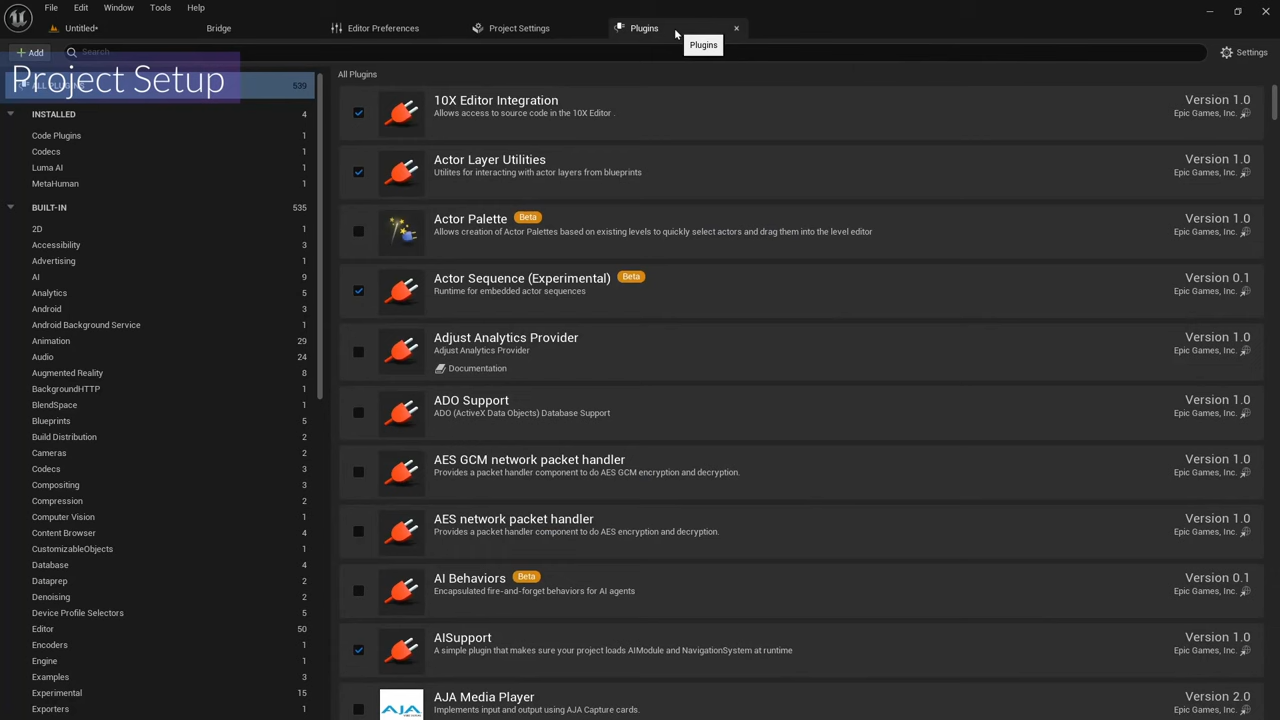 File Edit Window Tools Help
Untitled* Bridge Editor Preferences Project Settings Plugins
Plugins
Add Search Settings
Project Setup
539
All Plugins
INSTALLED 4
Code Plugins 1
Codecs 1
Luma AI 1
MetaHuman 1
BUILT-IN 535
2D 1
Accessibility 3
Advertising 1
AI 9
Analytics 5
Android 3
Android Background Service 1
Animation 29
Audio 24
Augmented Reality 8
BackgroundHTTP 1
BlendSpace 1
Blueprints 5
Build Distribution 2
Cameras 2
Codecs 3
Compositing 3
Compression 2
Computer Vision 1
Content Browser 4
CustomizableObjects 1
Database 4
Dataprep 2
Denoising 2
Device Profile Selectors 2
Editor 50
Encoders 1
Engine 1
Examples 3
Experimental 15
Exporters 1
10X Editor Integration Version 1.0
Allows access to source code in the 10X Editor . Epic Games, Inc.
Actor Layer Utilities Version 1.0
Utilites for interacting with actor layers from blueprints Epic Games, Inc.
Actor Palette Beta Version 1.0
Allows creation of Actor Palettes based on existing levels to quickly select actors and drag them into the level editor Epic Games, Inc.
Actor Sequence (Experimental) Beta Version 0.1
Runtime for embedded actor sequences Epic Games, Inc.
Adjust Analytics Provider Version 1.0
Adjust Analytics Provider Epic Games, Inc.
Documentation
ADO Support Version 1.0
ADO (ActiveX Data Objects) Database Support Epic Games, Inc.
AES GCM network packet handler Version 1.0
Provides a packet handler component to do AES GCM encryption and decryption. Epic Games, Inc.
AES network packet handler Version 1.0
Provides a packet handler component to do AES encryption and decryption. Epic Games, Inc.
AI Behaviors Beta Version 0.1
Encapsulated fire-and-forget behaviors for AI agents Epic Games, Inc.
AISupport Version 1.0
A simple plugin that makes sure your project loads AIModule and NavigationSystem at runtime Epic Games, Inc.
AJA Media Player Version 2.0
AJA Implements input and output using AJA Capture cards. Epic Games, Inc.